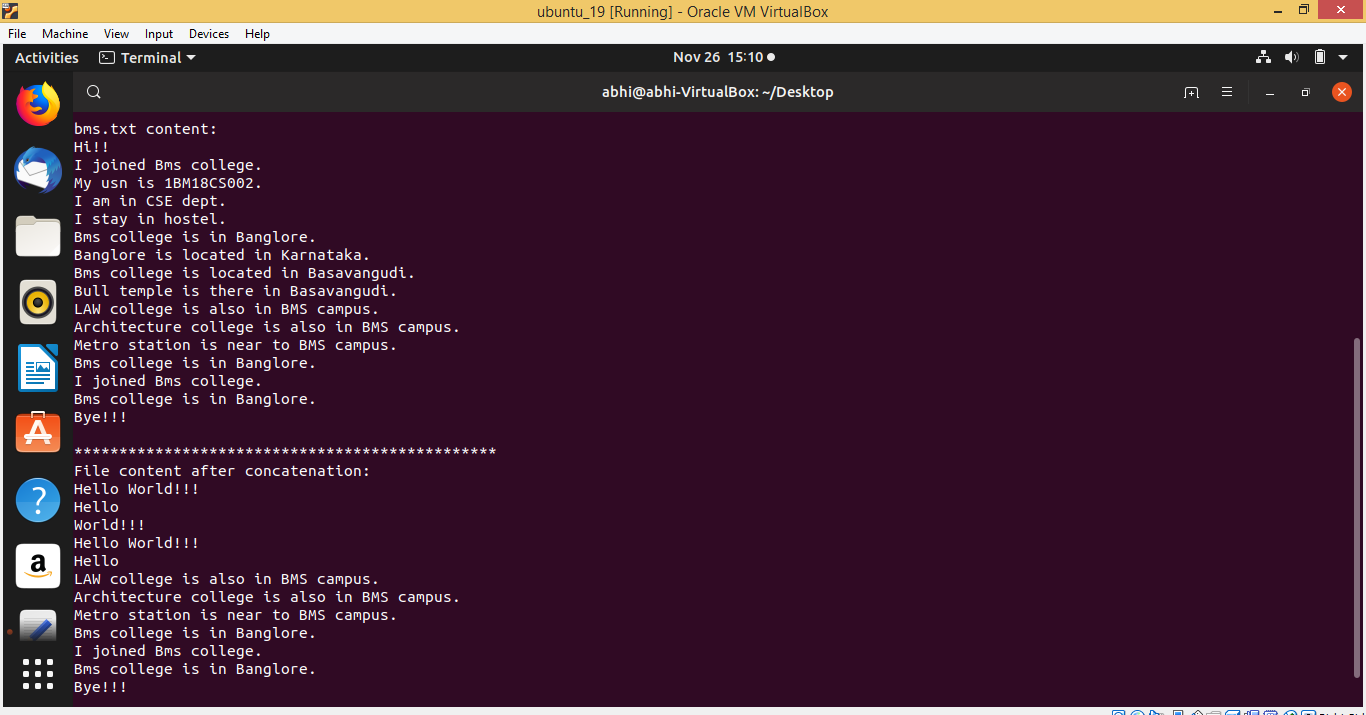 ubuntu_19 [Running] - Oracle VM VirtualBox
File Machine View Input Devices Help
Activities Terminal Nov 26 15:10
abhi@abhi-VirtualBox: ~/Desktop
bms.txt content:
Hi!!
I joined Bms college.
My usn is 1BM18CS002.
I am in CSE dept.
I stay in hostel.
Bms college is in Banglore.
Banglore is located in Karnataka.
Bms college is located in Basavangudi.
Bull temple is there in Basavangudi.
LAW college is also in BMS campus.
Architecture college is also in BMS campus.
Metro station is near to BMS campus.
Bms college is in Banglore.
I joined Bms college.
Bms college is in Banglore.
Bye!!!
***********************************************
File content after concatenation:
Hello World!!!
Hello
World!!!
Hello World!!!
Hello
LAW college is also in BMS campus.
Architecture college is also in BMS campus.
Metro station is near to BMS campus.
Bms college is in Banglore.
I joined Bms college.
Bms college is in Banglore.
Bye!!!